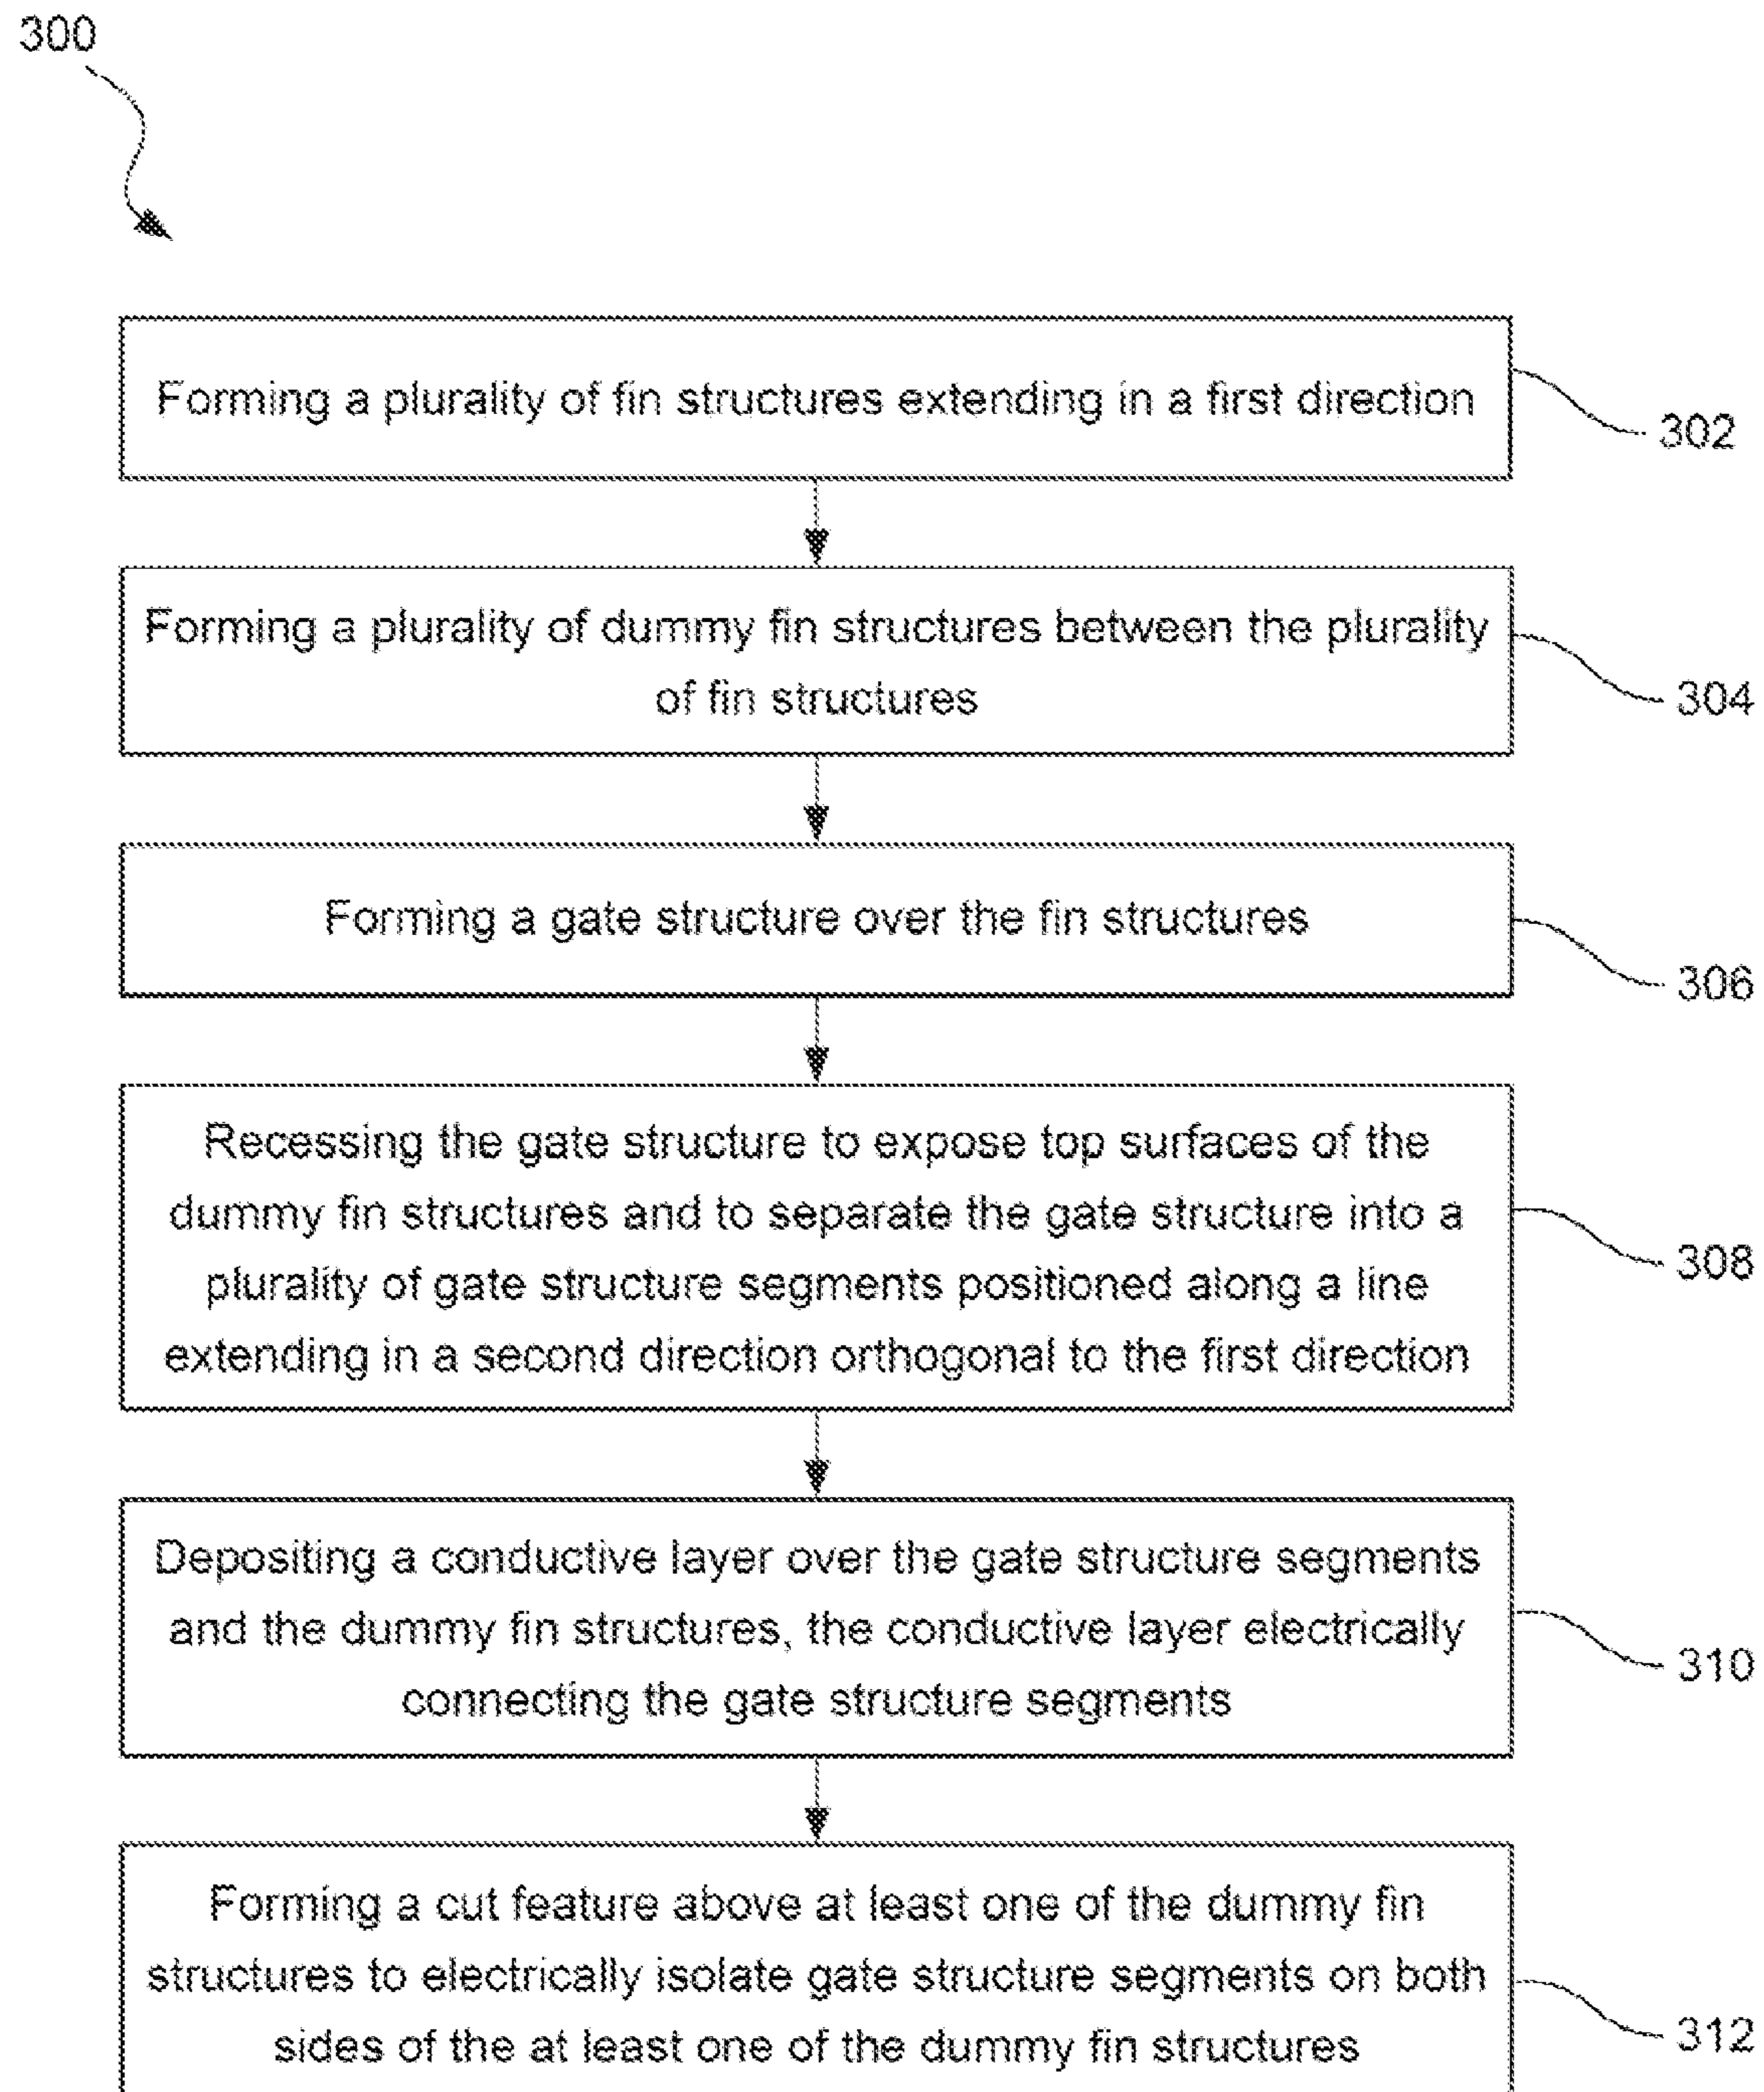 300
Forming a plurality of fin structures extending in a first direction
302
Forming a plurality of dummy fin structures between the plurality
of fin structures
304
Forming a gate structure over the fin structures
306
Recessing the gate structure to expose top surfaces of the
dummy fin structures and to separate the gate structure into a
plurality of gate structure segments positioned along a line
extending in a second direction orthogonal to the first direction
308
Depositing a conductive layer over the gate structure segments
and the dummy fin structures, the conductive layer electrically
connecting the gate structure segments
310
Forming a cut feature above at least one of the dummy fin
structures to electrically isolate gate structure segments on both
sides of the at least one of the dummy fin structures
312